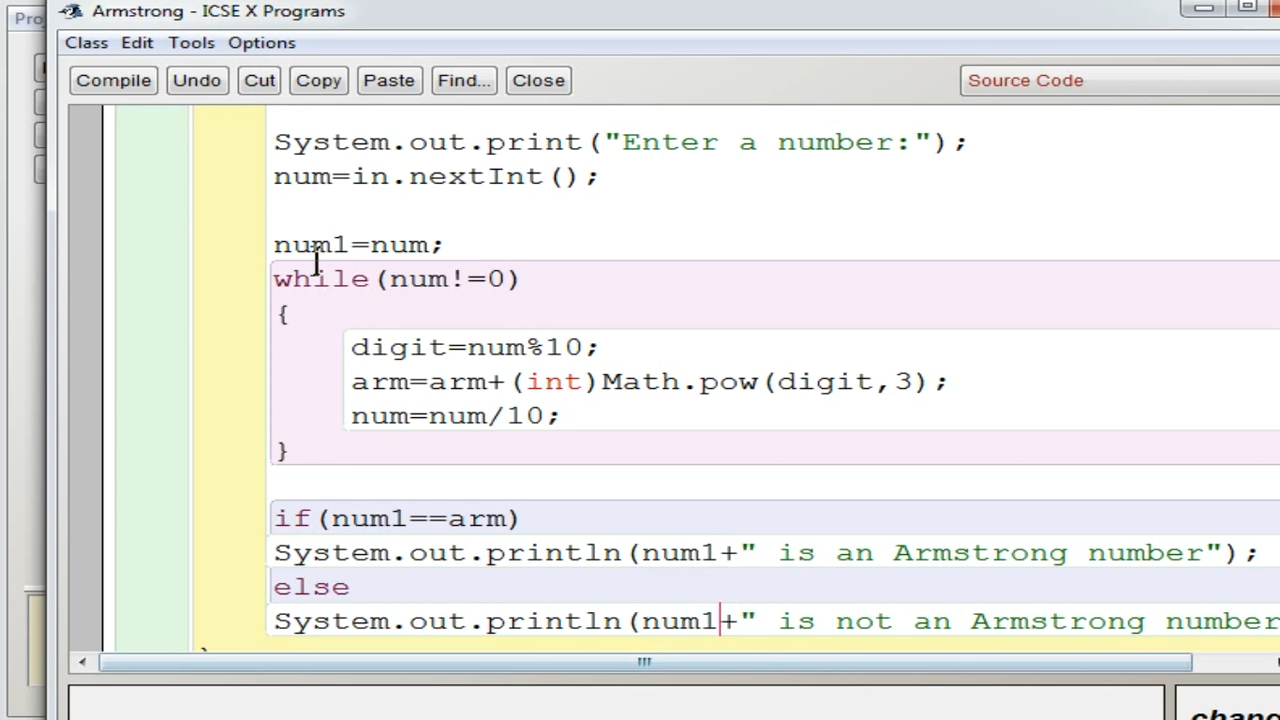 Armstrong - ICSE X Programs
Class Edit Tools Options
Compile Undo Cut Copy Paste Find... Close Source Code
System.out.print("Enter a number:");
num=in.nextInt();
num1=num;
while(num!=0)
{
digit=num%10;
arm=arm+(int)Math.pow(digit,3);
num=num/10;
}
if(num1==arm)
System.out.println(num1+" is an Armstrong number");
else
System.out.println(num1+" is not an Armstrong number